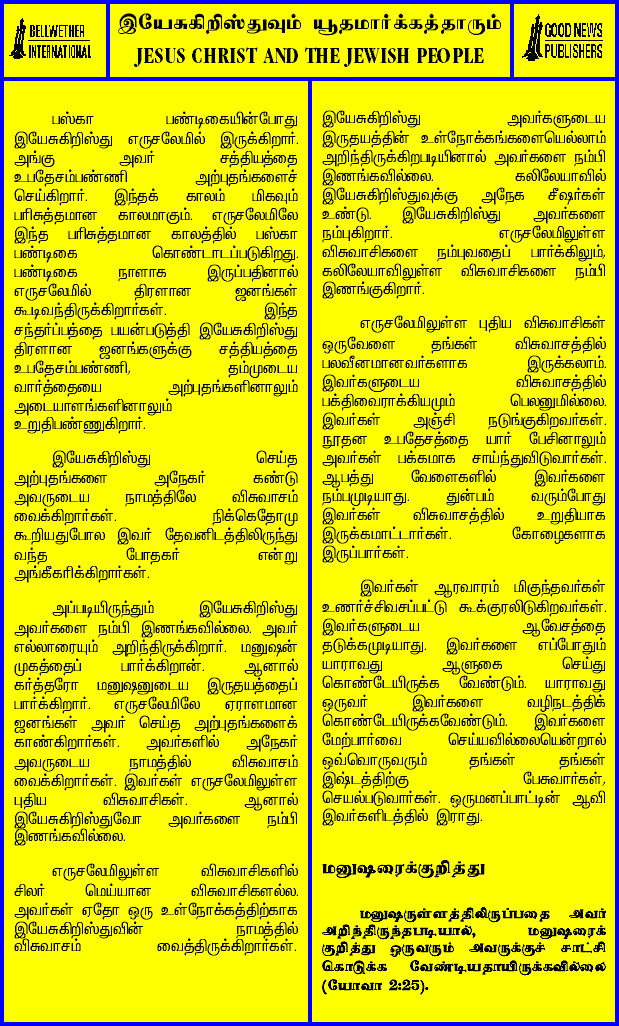 BELLWETHER
INTERNATIONAL
இயேசுகிறிஸ்துவும் யூதமார்க்கத்தாரும்
JESUS CHRIST AND THE JEWISH PEOPLE
GOOD NEWS
PUBLISHERS
பஸ்கா பண்டிகையின்போது
இயேசுகிறிஸ்து எருசலேமில் இருக்கிறார்.
அங்கு அவர் சத்தியத்தை
உபதேசம்பண்ணி அற்புதங்களைச்
செய்கிறார். இந்தக் காலம் மிகவும்
பரிசுத்தமான காலமாகும். எருசலேமிலே
இந்த பரிசுத்தமான காலத்தில் பஸ்கா
பண்டிகை கொண்டாடப்படுகிறது.
பண்டிகை நாளாக இருப்பதினால்
எருசலேமில் திரளான ஜனங்கள்
கூடிவந்திருக்கிறார்கள். இந்த
சந்தர்ப்பத்தை பயன்படுத்தி இயேசுகிறிஸ்து
திரளான ஜனங்களுக்கு சத்தியத்தை
உபதேசம்பண்ணி, தம்முடைய
வார்த்தையை அற்புதங்களினாலும்
அடையாளங்களினாலும்
உறுதிபண்ணுகிறார்.
இயேசுகிறிஸ்து செய்த
அற்புதங்களை அநேகர் கண்டு
அவருடைய நாமத்திலே விசுவாசம்
வைக்கிறார்கள். நிக்கெதோமு
கூறியதுபோல இவர் தேவனிடத்திலிருந்து
வந்த போதகர் என்று
அங்கீகரிக்கிறார்கள்.
அப்படியிருந்தும் இயேசுகிறிஸ்து
அவர்களை நம்பி இணங்கவில்லை. அவர்
எல்லாரையும் அறிந்திருக்கிறார். மனுஷன்
முகத்தைப் பார்க்கிறான். ஆனால்
கர்த்தரோ மனுஷனுடைய இருதயத்தைப்
பார்க்கிறார். எருசலேமிலே ஏராளமான
ஜனங்கள் அவர் செய்த அற்புதங்களைக்
காண்கிறார்கள். அவர்களில் அநேகர்
அவருடைய நாமத்தில் விசுவாசம்
வைக்கிறார்கள். இவர்கள் எருசலேமிலுள்ள
புதிய விசுவாசிகள். ஆனால்
இயேசுகிறிஸ்துவோ அவர்களை நம்பி
இணங்கவில்லை.
எருசலேமிலுள்ள விசுவாசிகளில்
சிலர் மெய்யான விசுவாசிகளல்ல.
அவர்கள் ஏதோ ஒரு உள்நோக்கத்திற்காக
இயேசுகிறிஸ்துவின் நாமத்தில்
விசுவாசம் வைத்திருக்கிறார்கள்.
இயேசுகிறிஸ்து அவர்களுடைய
இருதயத்தின் உள்நோக்கங்களையெல்லாம்
அறிந்திருக்கிறபடியினால் அவர்களை நம்பி
இணங்கவில்லை. கலிலேயாவில்
இயேசுகிறிஸ்துவுக்கு அநேக சீஷர்கள்
உண்டு. இயேசுகிறிஸ்து அவர்களை
நம்புகிறார். எருசலேமிலுள்ள
விசுவாசிகளை நம்புவதைப் பார்க்கிலும்,
கலிலேயாவிலுள்ள விசுவாசிகளை நம்பி
இணங்குகிறார்.
எருசலேமிலுள்ள புதிய விசுவாசிகள்
ஒருவேளை தங்கள் விசுவாசத்தில்
பலவீனமானவர்களாக இருக்கலாம்.
இவர்களுடைய விசுவாசத்தில்
பக்திவைராக்கியமும் பெலனுமில்லை.
இவர்கள் அஞ்சி நடுங்குகிறவர்கள்.
நூதன உபதேசத்தை யார் பேசினாலும்
அவர்கள் பக்கமாக சாய்ந்துவிடுவார்கள்.
ஆபத்து வேளைகளில் இவர்களை
நம்பமுடியாது. துன்பம் வரும்போது
இவர்கள் விசுவாசத்தில் உறுதியாக
இருக்கமாட்டார்கள். கோழைகளாக
இருப்பார்கள்.
இவர்கள் ஆரவாரம் மிகுந்தவர்கள்
உணர்ச்சிவசப்பட்டு கூக்குரலிடுகிறவர்கள்.
இவர்களுடைய ஆவேசத்தை
தடுக்கமுடியாது. இவர்களை எப்போதும்
யாராவது ஆளுகை செய்து
கொண்டேயிருக்க வேண்டும். யாராவது
ஒருவர் இவர்களை வழிநடத்திக்
கொண்டேயிருக்கவேண்டும். இவர்களை
மேற்பார்வை செய்யவில்லையென்றால்
ஒவ்வொருவரும் தங்கள் தங்கள்
இஷ்டத்திற்கு பேசுவார்கள்,
செயல்படுவார்கள். ஒருமனப்பாட்டின் ஆவி
இவர்களிடத்தில் இராது.
மனுஷரைக்குறித்து
மனுஷருள்ளத்திலிருப்பதை அவர்
அறிந்திருந்தபடியால், மனுஷரைக்
குறித்து ஒருவரும் அவருக்குச் சாட்சி
கொடுக்க வேண்டியதாயிருக்கவில்லை
(யோவா 2:25).